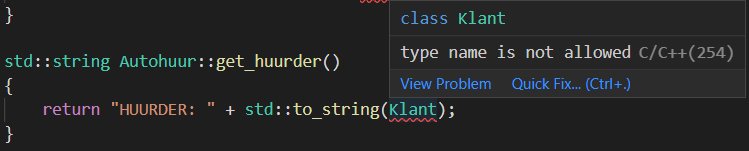 }
class Klant
type name is not allowed C/C++(254)
View Problem Quick Fix... (Ctrl+.)
std::string Autohuur::get_huurder()
{
return "HUURDER: " + std::to_string(Klant);
}